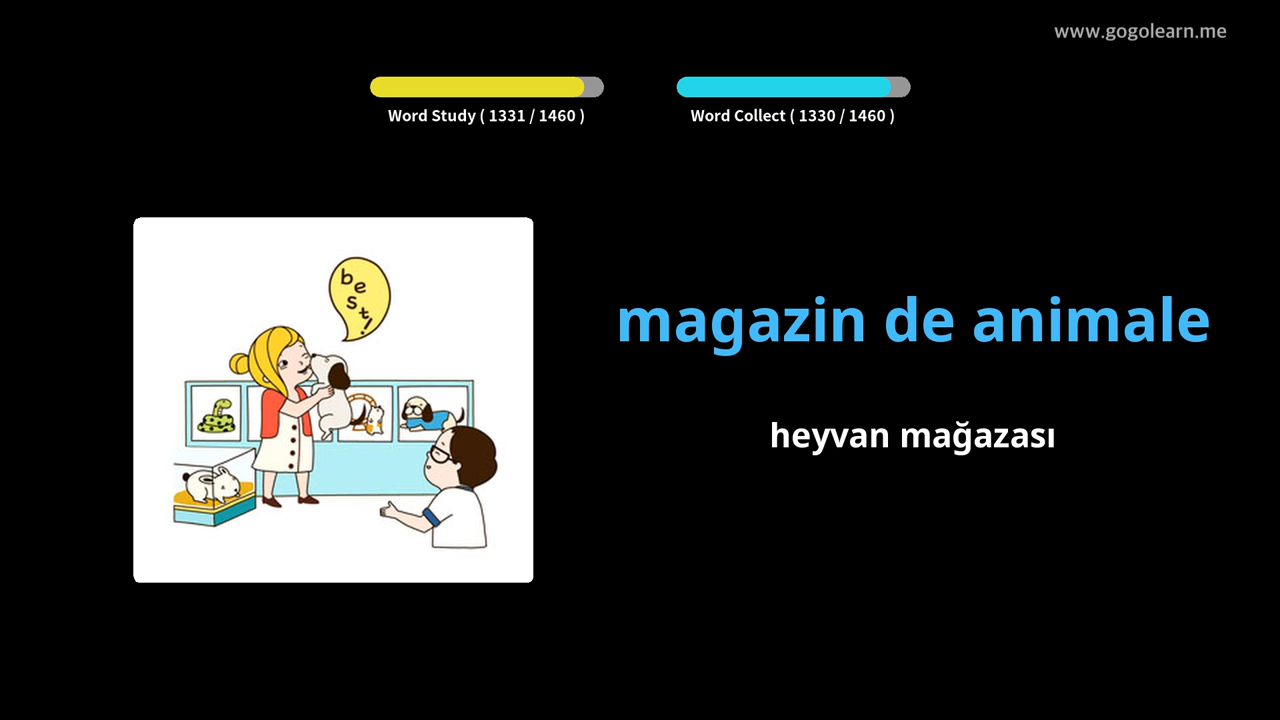 www.gogolearn.me
Word Study ( 1331 / 1460 )
Word Collect ( 1330 / 1460 )
best!
magazin de animale
heyvan mağazası